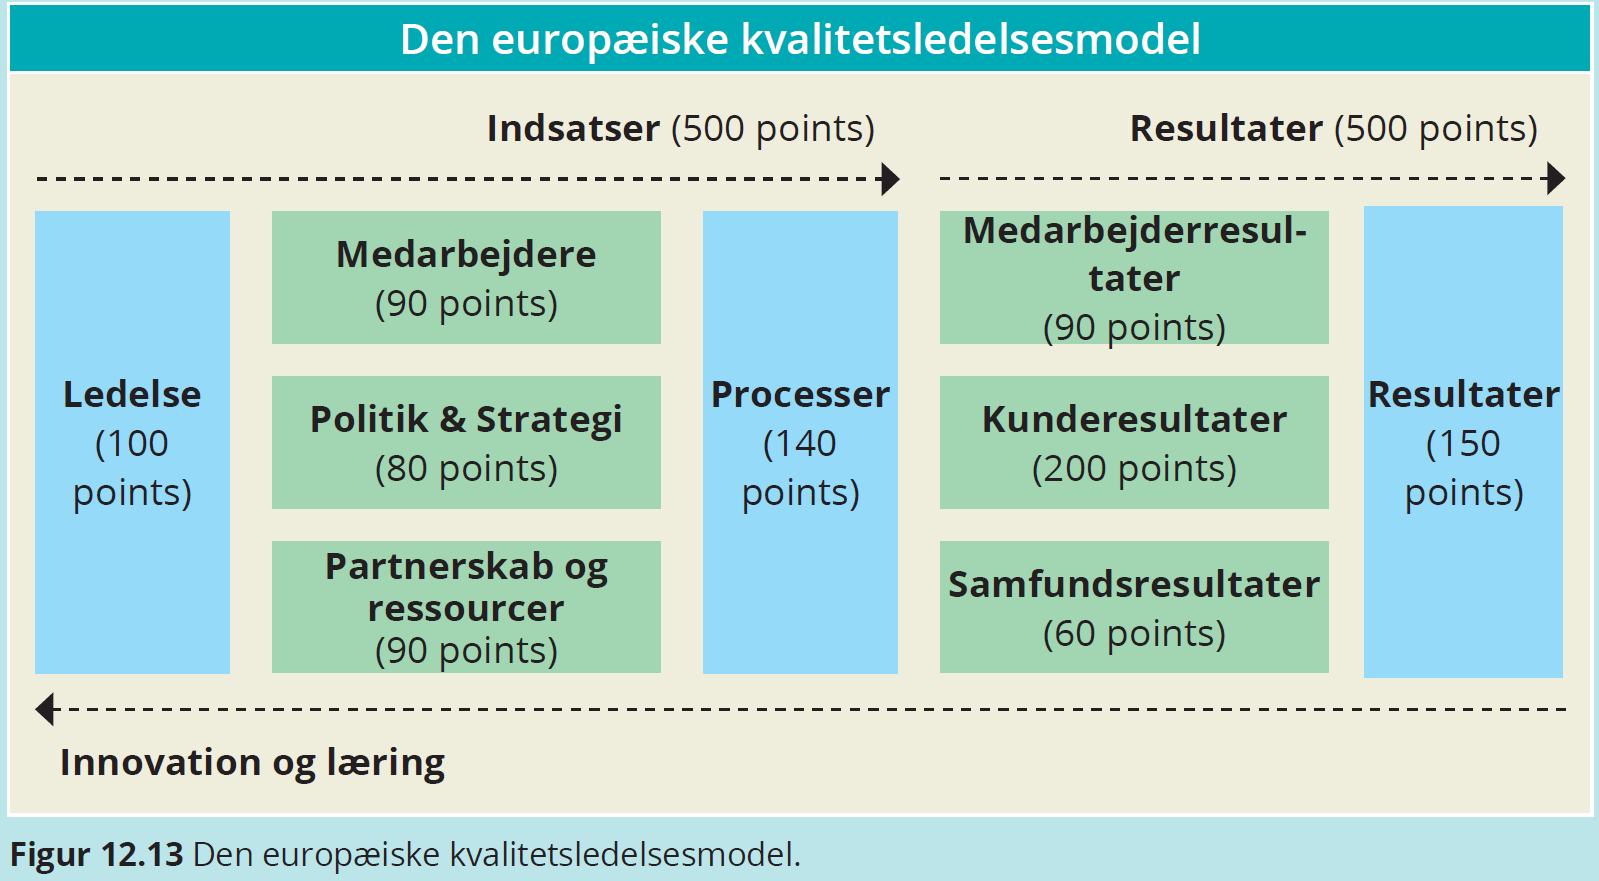 Den europæiske kvalitetsledelsesmodel
Indsatser (500 points)
Resultater (500 points)
Ledelse
(100
points)
Medarbejdere
(90 points)
Politik & Strategi
(80 points)
Partnerskab og
ressourcer
(90 points)
Processer
(140
points)
Medarbejderresul-
tater
(90 points)
Kunderesultater
(200 points)
Samfundsresultater
(60 points)
Resultater
(150
points)
Innovation og læring
Figur 12.13 Den europæiske kvalitetsledelsesmodel.